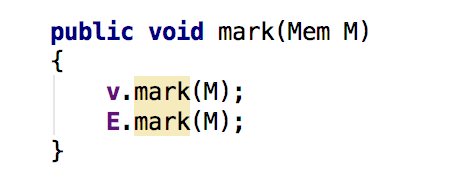 public void mark(Mem M)
{
    v.mark(M);
    E.mark(M);
}